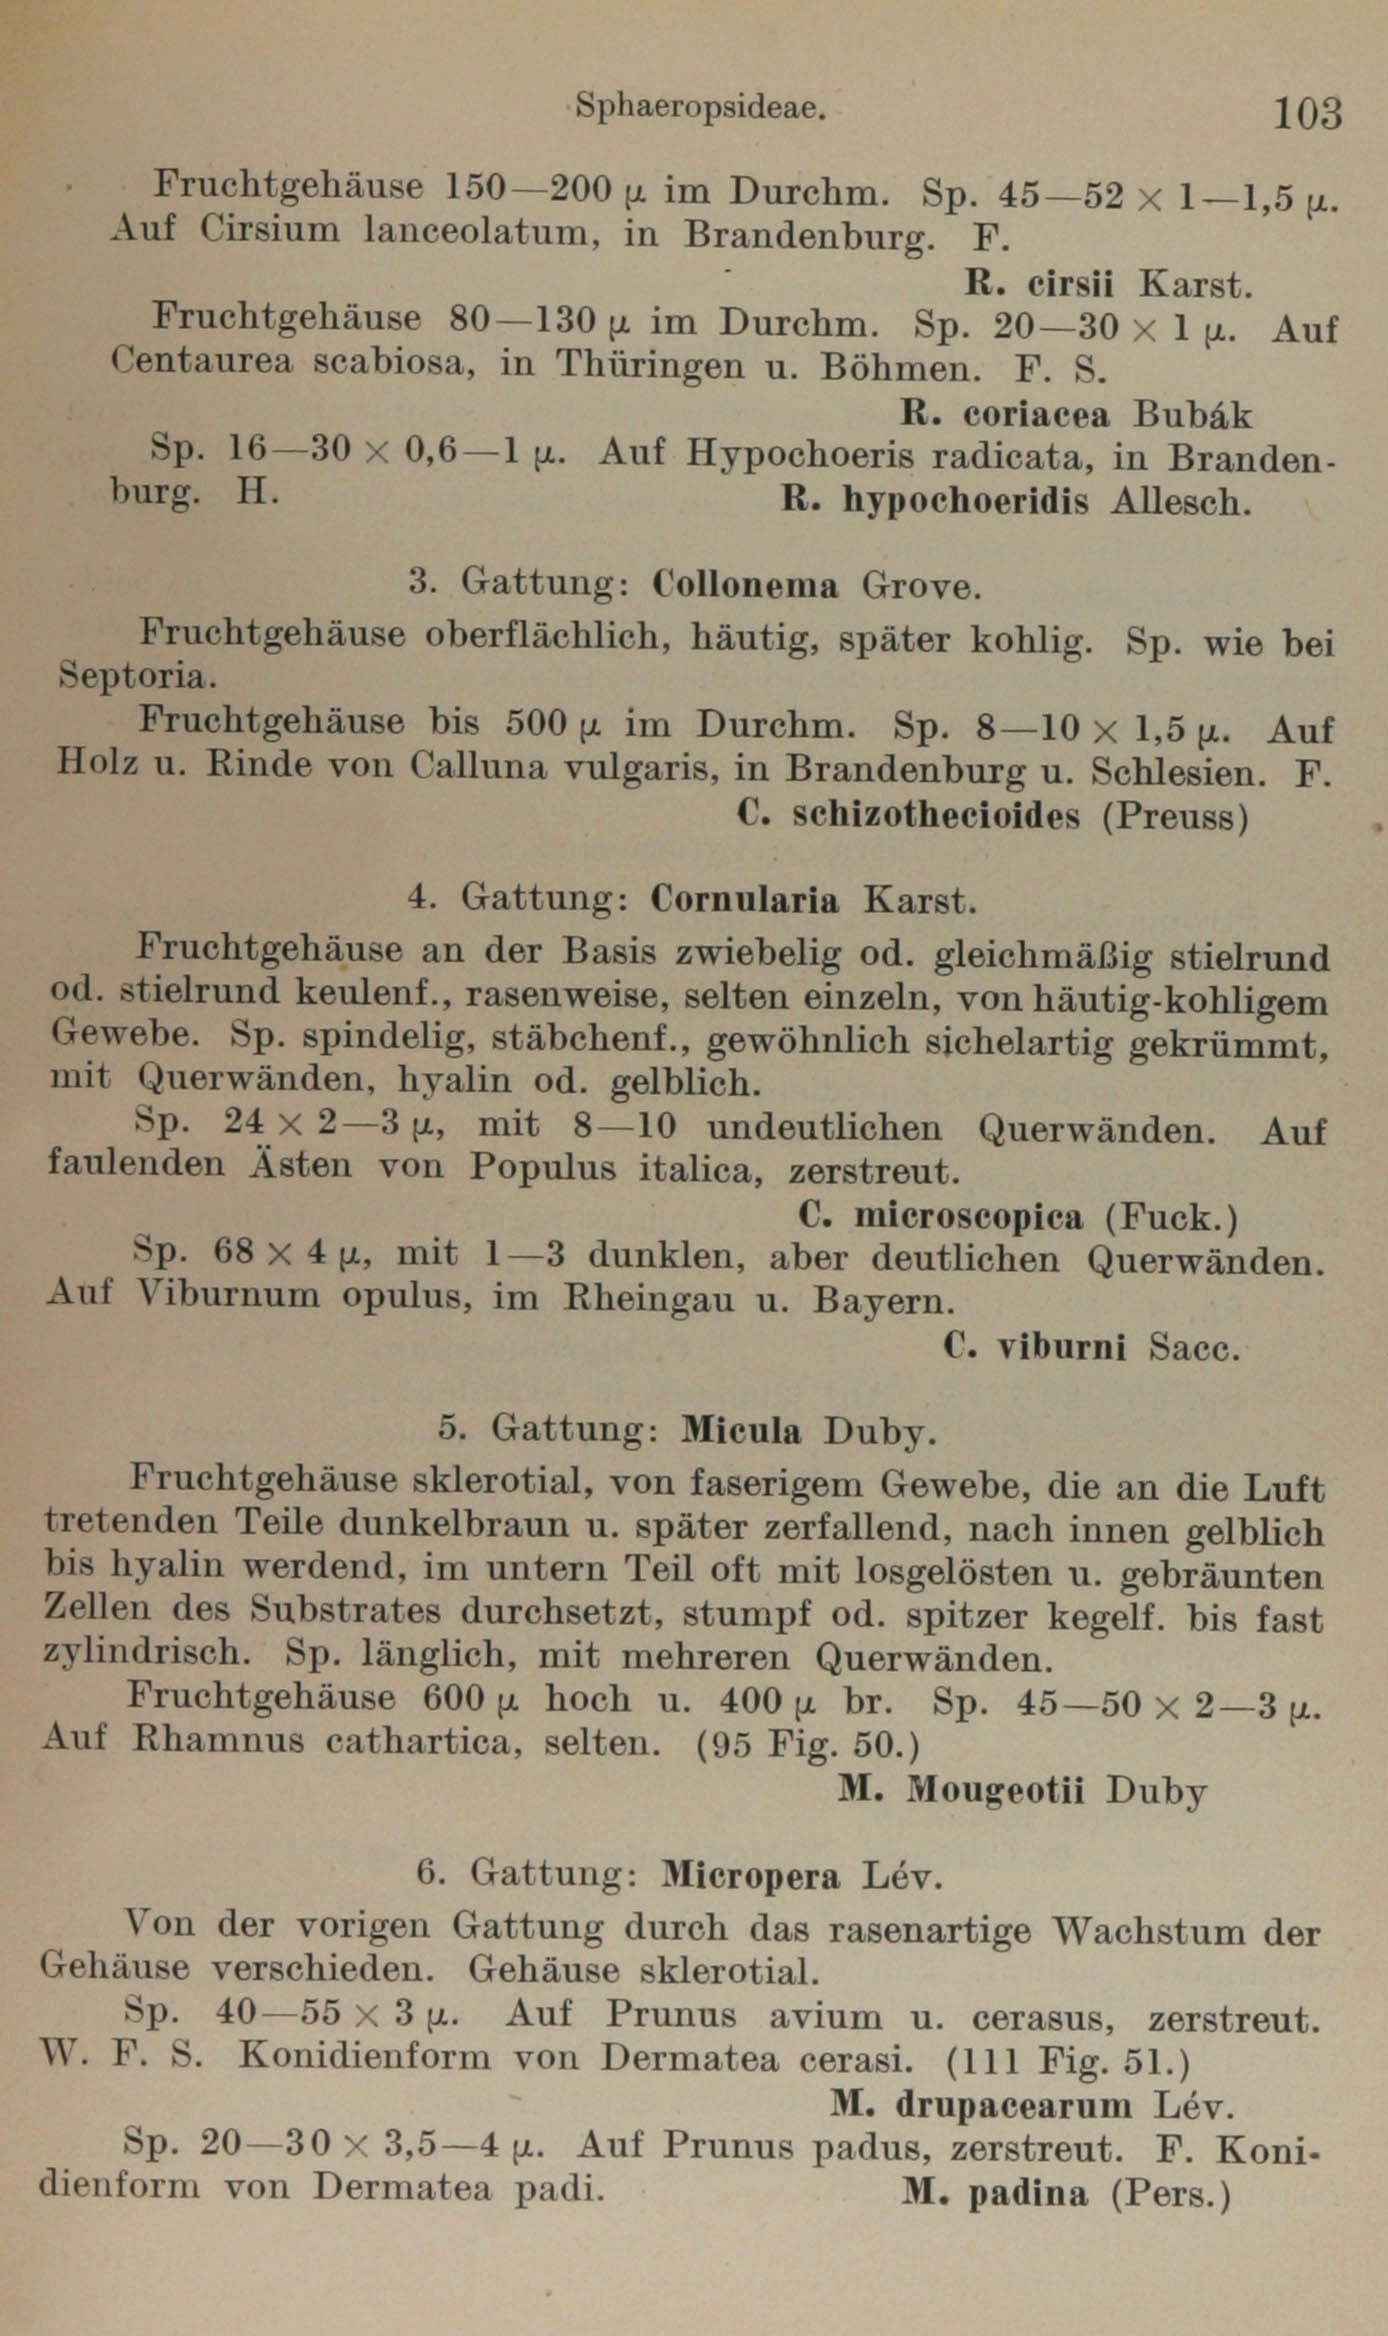 Sphaeropsideae. 103
Fruchtgehäuse 150—200 µ im Durchm. Sp. 45—52 × 1—1,5 µ.
Auf Cirsium lanceolatum, in Brandenburg. F.
R. cirsii Karst.
Fruchtgehäuse 80—130 µ im Durchm. Sp. 20—30 × 1 µ. Auf
Centaurea scabiosa, in Thüringen u. Böhmen. F. S.
R. coriacea Bubák
Sp. 16—30 × 0,6—1 µ. Auf Hypochoeris radicata, in Branden-
burg. H. R. hypochoeridis Allesch.
3. Gattung: Collonema Grove.
Fruchtgehäuse oberflächlich, häutig, später kohlig. Sp. wie bei
Septoria.
Fruchtgehäuse bis 500 µ im Durchm. Sp. 8—10 × 1,5 µ. Auf
Holz u. Rinde von Calluna vulgaris, in Brandenburg u. Schlesien. F.
C. schizothecioides (Preuss)
4. Gattung: Cornularia Karst.
Fruchtgehäuse an der Basis zwiebelig od. gleichmäßig stielrund
od. stielrund keulenf., rasenweise, selten einzeln, von häutig-kohligem
Gewebe. Sp. spindelig, stäbchenf., gewöhnlich sichelartig gekrümmt,
mit Querwänden, hyalin od. gelblich.
Sp. 24 × 2—3 µ, mit 8—10 undeutlichen Querwänden. Auf
faulenden Ästen von Populus italica, zerstreut.
C. microscopica (Fuck.)
Sp. 68 × 4 µ, mit 1—3 dunklen, aber deutlichen Querwänden.
Auf Viburnum opulus, im Rheingau u. Bayern.
C. viburni Sacc.
5. Gattung: Micula Duby.
Fruchtgehäuse sklerotial, von faserigem Gewebe, die an die Luft
tretenden Teile dunkelbraun u. später zerfallend, nach innen gelblich
bis hyalin werdend, im untern Teil oft mit losgelösten u. gebräunten
Zellen des Substrates durchsetzt, stumpf od. spitzer kegelf. bis fast
zylindrisch. Sp. länglich, mit mehreren Querwänden.
Fruchtgehäuse 600 µ hoch u. 400 µ br. Sp. 45—50 × 2—3 µ.
Auf Rhamnus cathartica, selten. (95 Fig. 50.)
M. Mougeotii Duby
6. Gattung: Micropera Lév.
Von der vorigen Gattung durch das rasenartige Wachstum der
Gehäuse verschieden. Gehäuse sklerotial.
Sp. 40—55 × 3 µ. Auf Prunus avium u. cerasus, zerstreut.
W. F. S. Konidienform von Dermatea cerasi. (111 Fig. 51.)
M. drupacearum Lév.
Sp. 20—30 × 3,5—4 µ. Auf Prunus padus, zerstreut. F. Koni-
dienform von Dermatea padi. M. padina (Pers.)